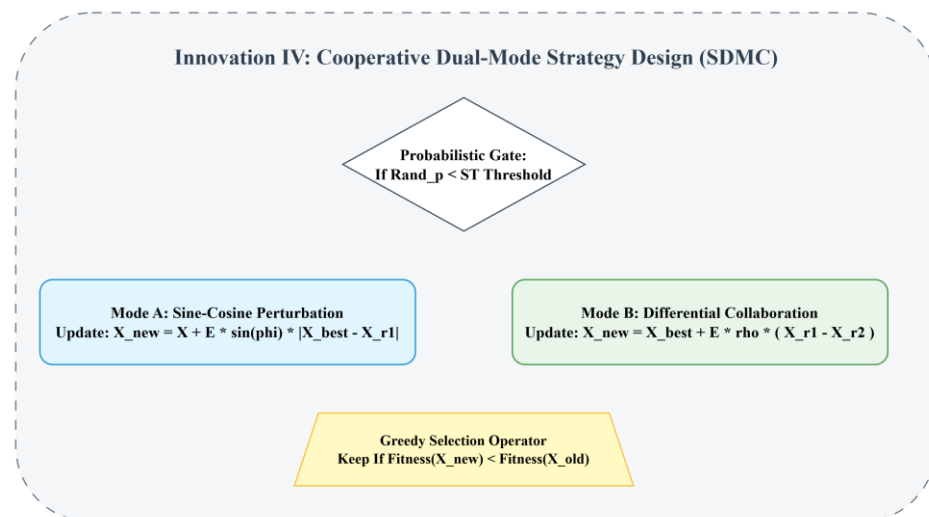 Innovation IV: Cooperative Dual-Mode Strategy Design (SDMC)
Probabilistic Gate:
If Rand_p < ST Threshold
Mode A: Sine-Cosine Perturbation
Update: X_new = X + E * sin(phi) * |X_best - X_r1|
Mode B: Differential Collaboration
Update: X_new = X_best + E * rho * ( X_r1 - X_r2 )
Greedy Selection Operator
Keep If Fitness(X_new) < Fitness(X_old)